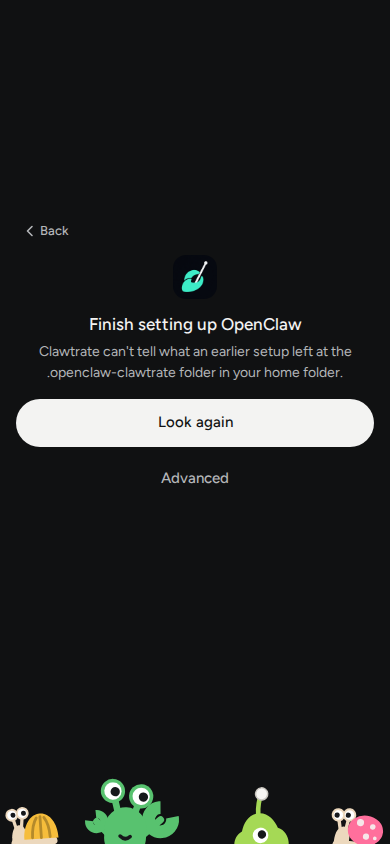 Back
Finish setting up OpenClaw
Clawtrate can't tell what an earlier setup left at the
.openclaw-clawtrate folder in your home folder.
Look again
Advanced